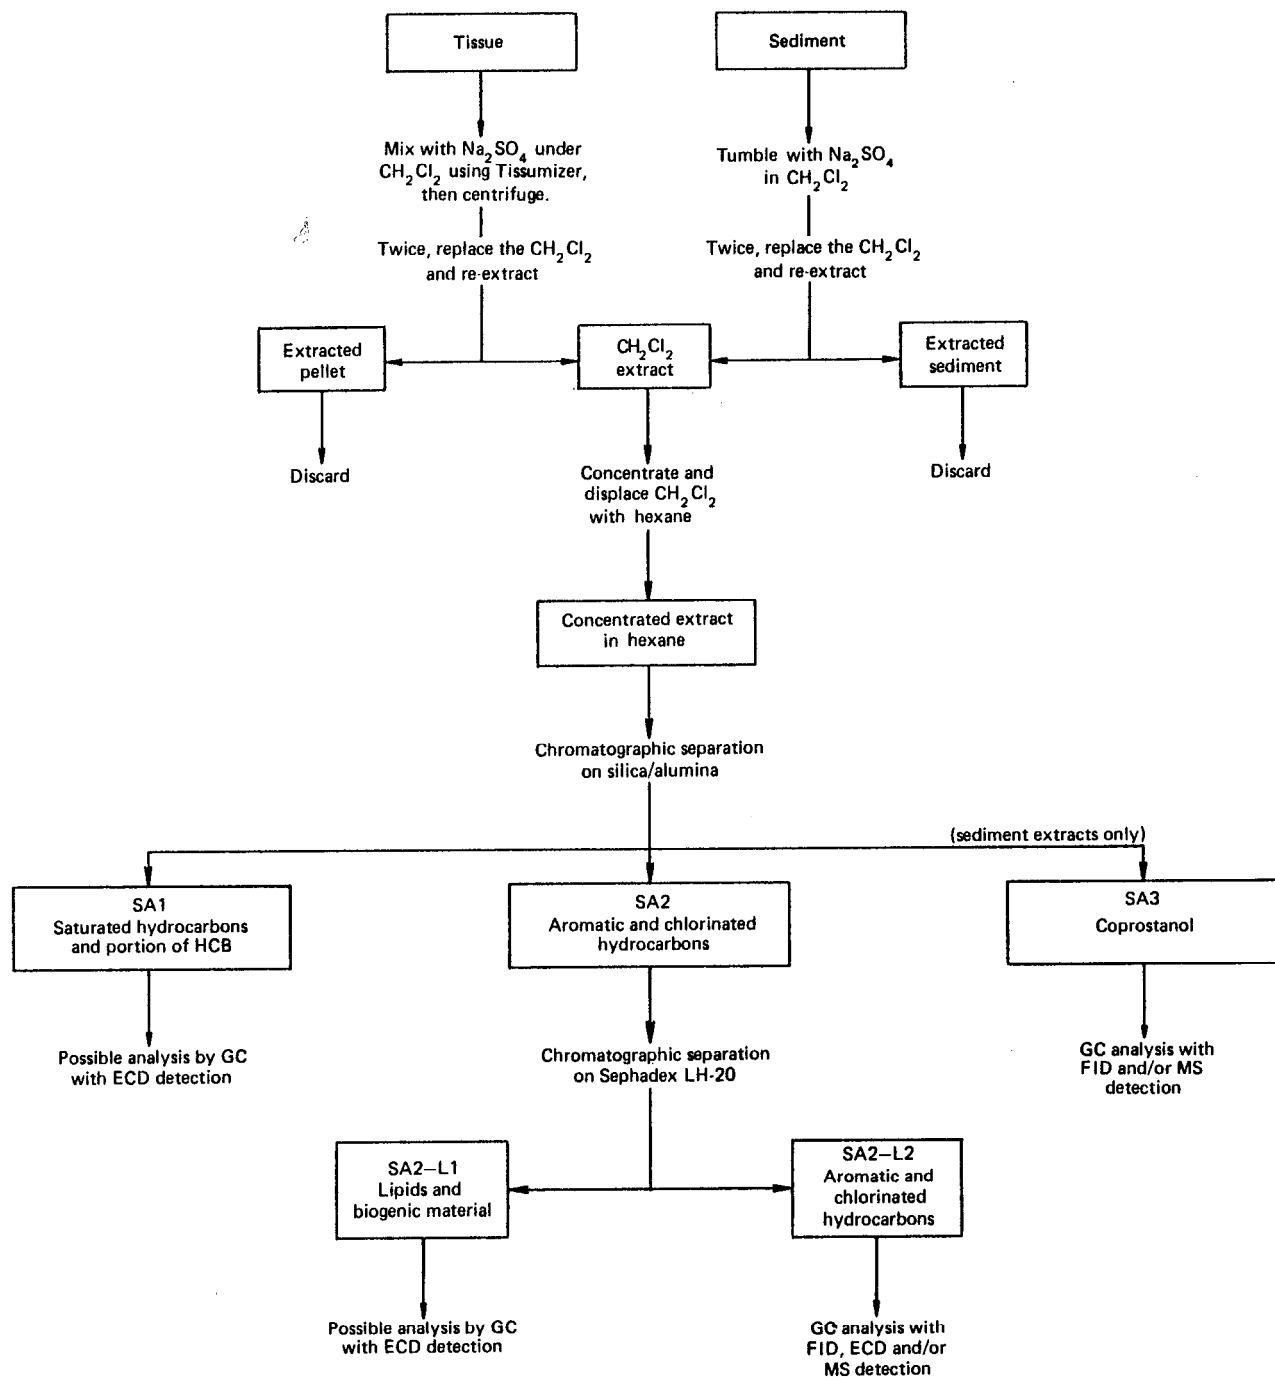 Tissue
Sediment
Mix with Na₂SO₄ under
CH₂Cl₂ using Tissumizer,
then centrifuge.
Tumble with Na₂SO₄
in CH₂Cl₂
Twice, replace the CH₂Cl₂
and re-extract
Twice, replace the CH₂Cl₂
and re-extract
Extracted
pellet
CH₂Cl₂
extract
Extracted
sediment
Discard
Concentrate and
displace CH₂Cl₂
with hexane
Discard
Concentrated extract
in hexane
Chromatographic separation
on silica/alumina
(sediment extracts only)
SA1
Saturated hydrocarbons
and portion of HCB
SA2
Aromatic and chlorinated
hydrocarbons
SA3
Coprostanol
Possible analysis by GC
with ECD detection
Chromatographic separation
on Sephadex LH-20
GC analysis with
FID and/or MS
detection
SA2–L1
Lipids and
biogenic material
SA2–L2
Aromatic and
chlorinated
hydrocarbons
Possible analysis by GC
with ECD detection
GC analysis with
FID, ECD and/or
MS detection